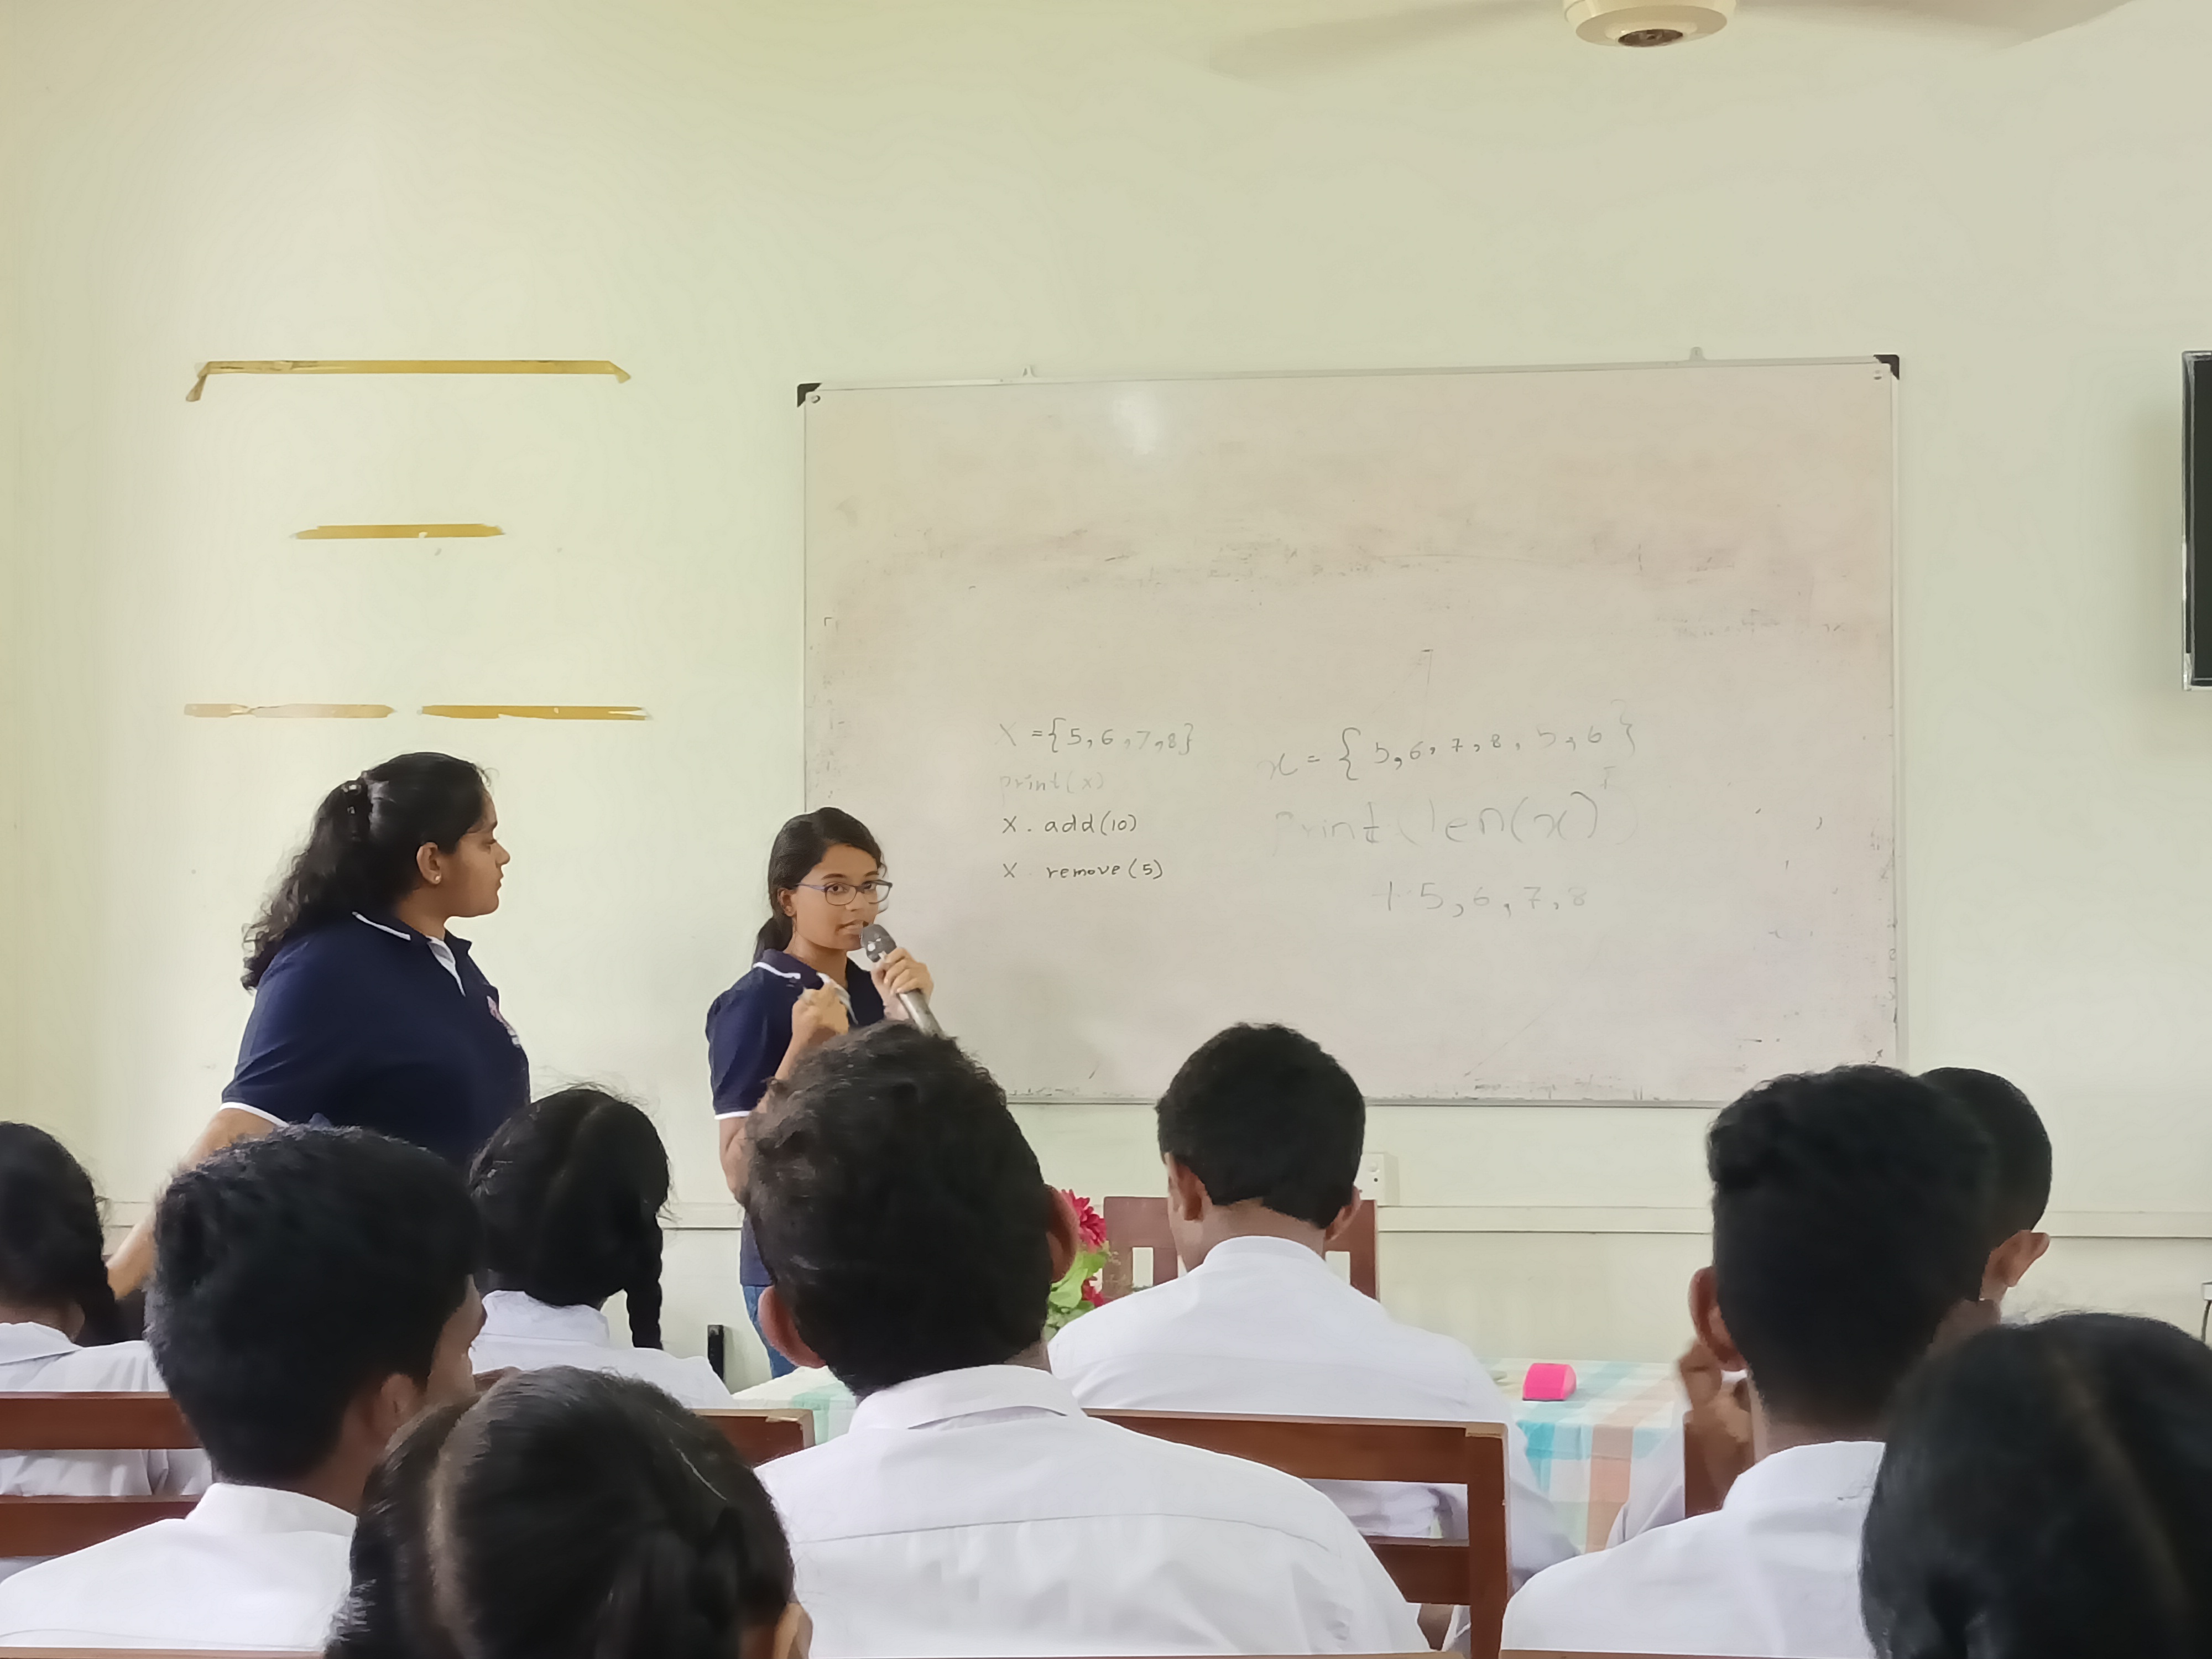 X = {5, 6, 7, 8}
print(x)
X . add(10)
X . remove(5)
x = { 5, 6, 7, 8, 5, 6 }
print(len(x))
5, 6, 7, 8